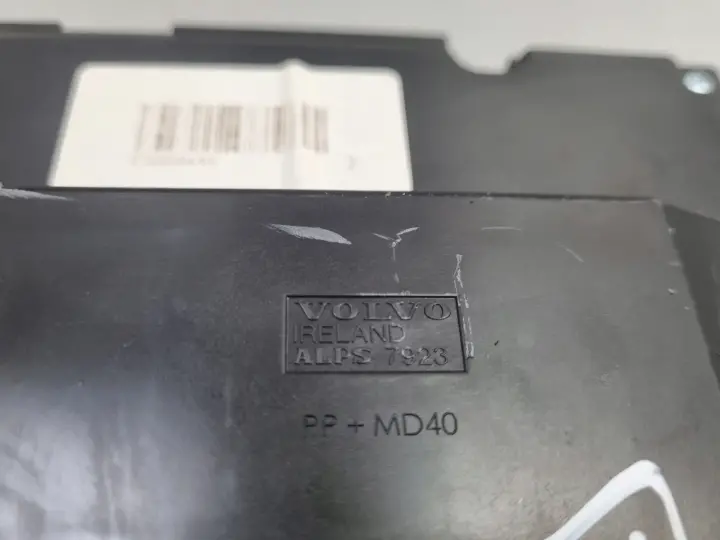 VOLVO
IRELAND
ALPS 7923
PP + MD40